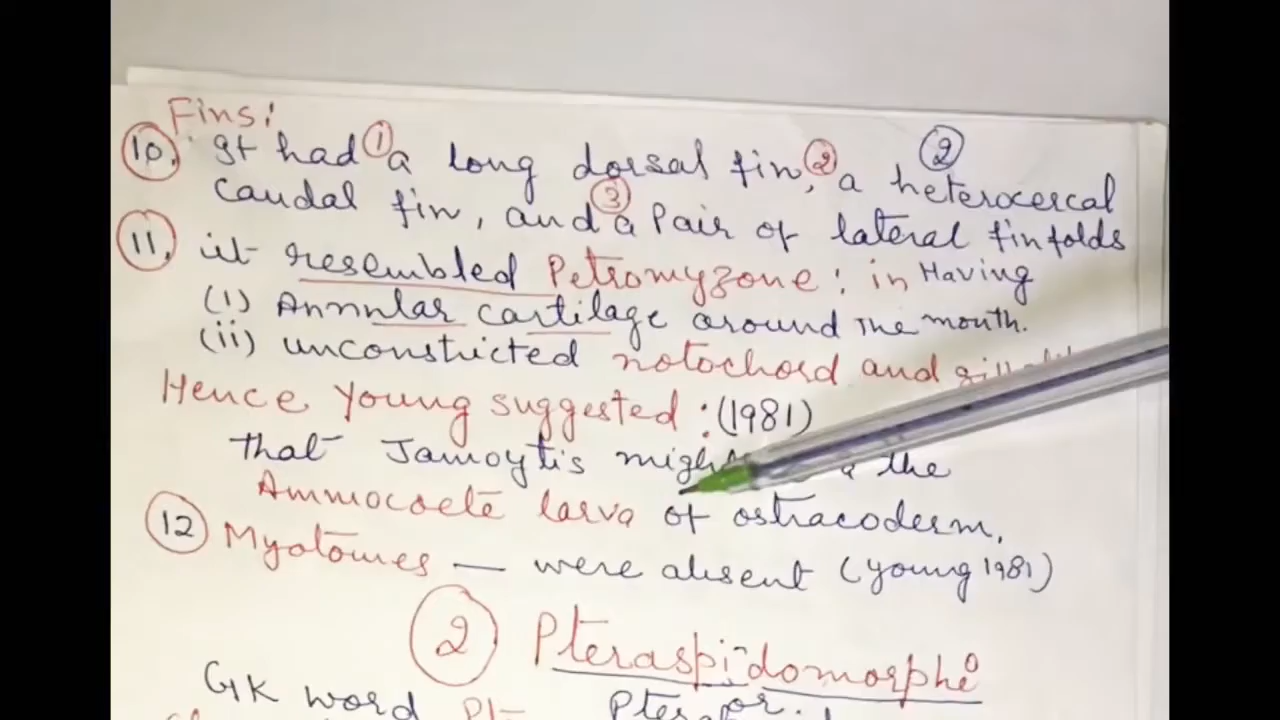 Fins:
10. It had ① a long dorsal fin, ② a ② heterocercal
caudal fin, and ③ a Pair of lateral finfolds
11. it resembled Petromyzone: in Having
(i) Annular cartilage around The mouth.
(ii) unconstricted notochord and
Hence Young suggested: (1981)
that Jamoytis the
Ammocoete larva of ostracoderm.
12 Myotomes — were absent (Young 1981)
② Pteraspidomorphi
GK word